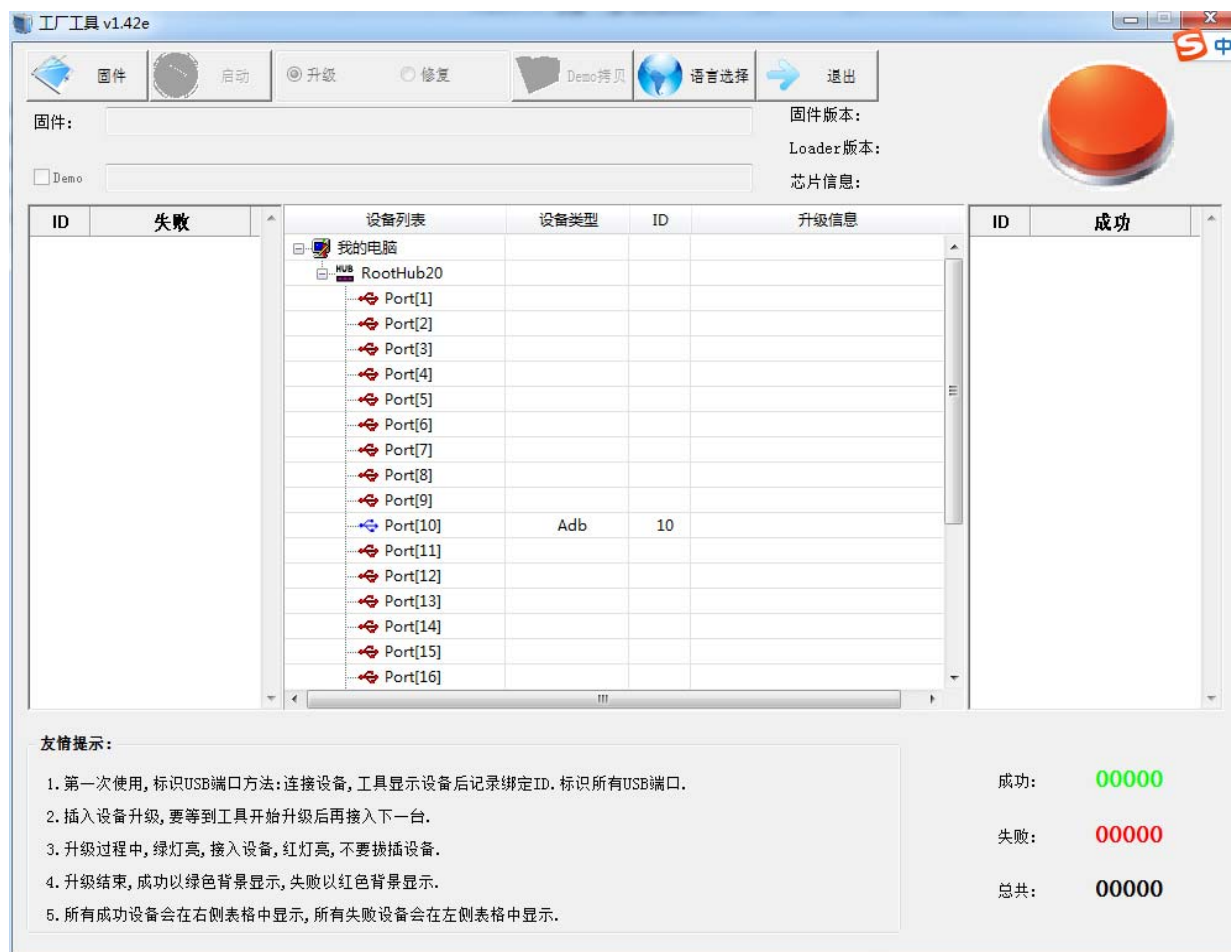 工厂工具 v1.42e
中
固件 启动 升级 修复 Demo拷贝 语言选择 退出
固件: 固件版本:
Loader版本:
Demo 芯片信息:
ID 失败 设备列表 设备类型 ID 升级信息 ID 成功
我的电脑
HUB RootHub20
Port[1]
Port[2]
Port[3]
Port[4]
Port[5]
Port[6]
Port[7]
Port[8]
Port[9]
Port[10] Adb 10
Port[11]
Port[12]
Port[13]
Port[14]
Port[15]
Port[16]
友情提示:
1.第一次使用,标识USB端口方法:连接设备,工具显示设备后记录绑定ID.标识所有USB端口.
2.插入设备升级,要等到工具开始升级后再接入下一台.
3.升级过程中,绿灯亮,接入设备,红灯亮,不要拔插设备.
4.升级结束,成功以绿色背景显示,失败以红色背景显示.
5.所有成功设备会在右侧表格中显示,所有失败设备会在左侧表格中显示.
成功: 00000
失败: 00000
总共: 00000